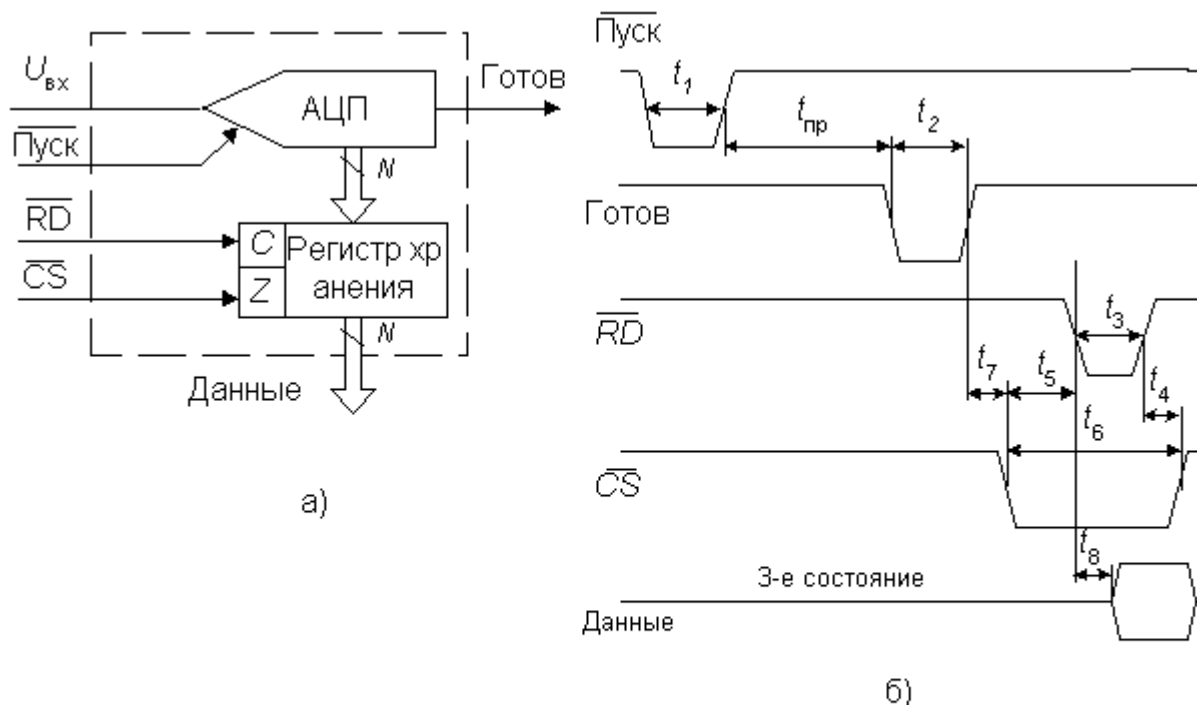 U вх
Пуск
RD
CS
АЦП
Готов
N
C
Z
Регистр хр
анения
N
Данные
а)
Пуск
t1
tпр
t2
Готов
RD
t3
t7
t5
t4
t6
CS
t8
3-е состояние
Данные
б)